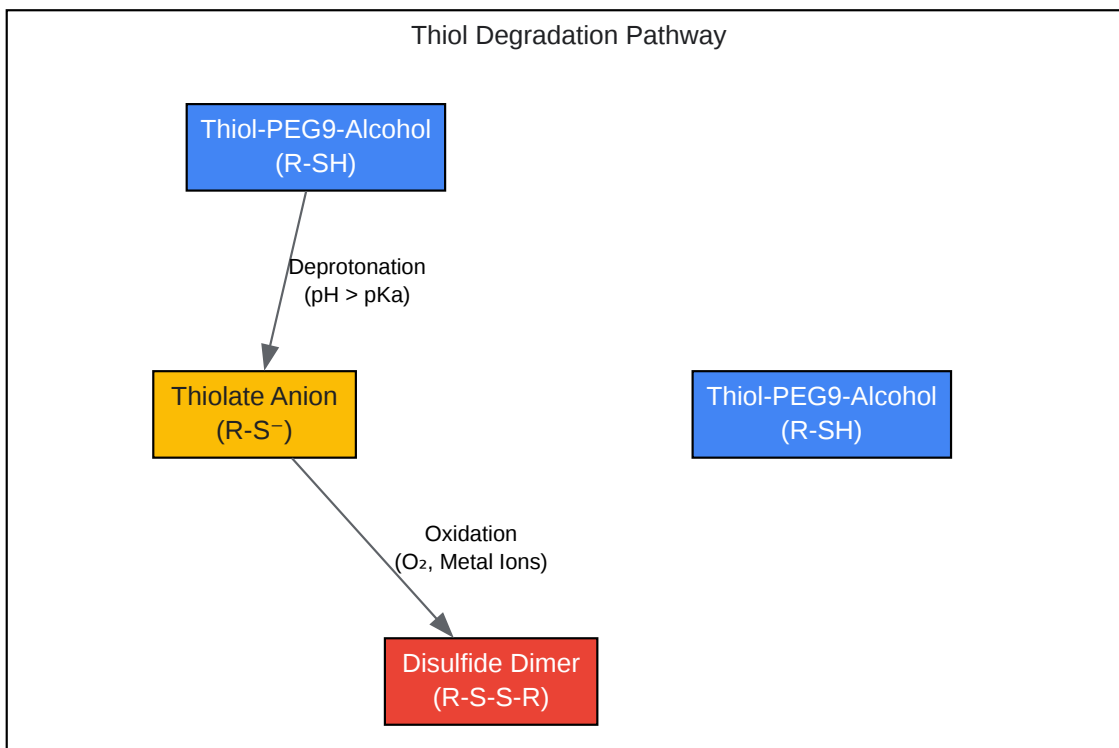 Thiol Degradation Pathway
Thiol-PEG9-Alcohol
(R-SH)
Deprotonation
(pH > pKa)
Thiolate Anion
(R-S⁻)
Thiol-PEG9-Alcohol
(R-SH)
Oxidation
(O₂, Metal Ions)
Disulfide Dimer
(R-S-S-R)